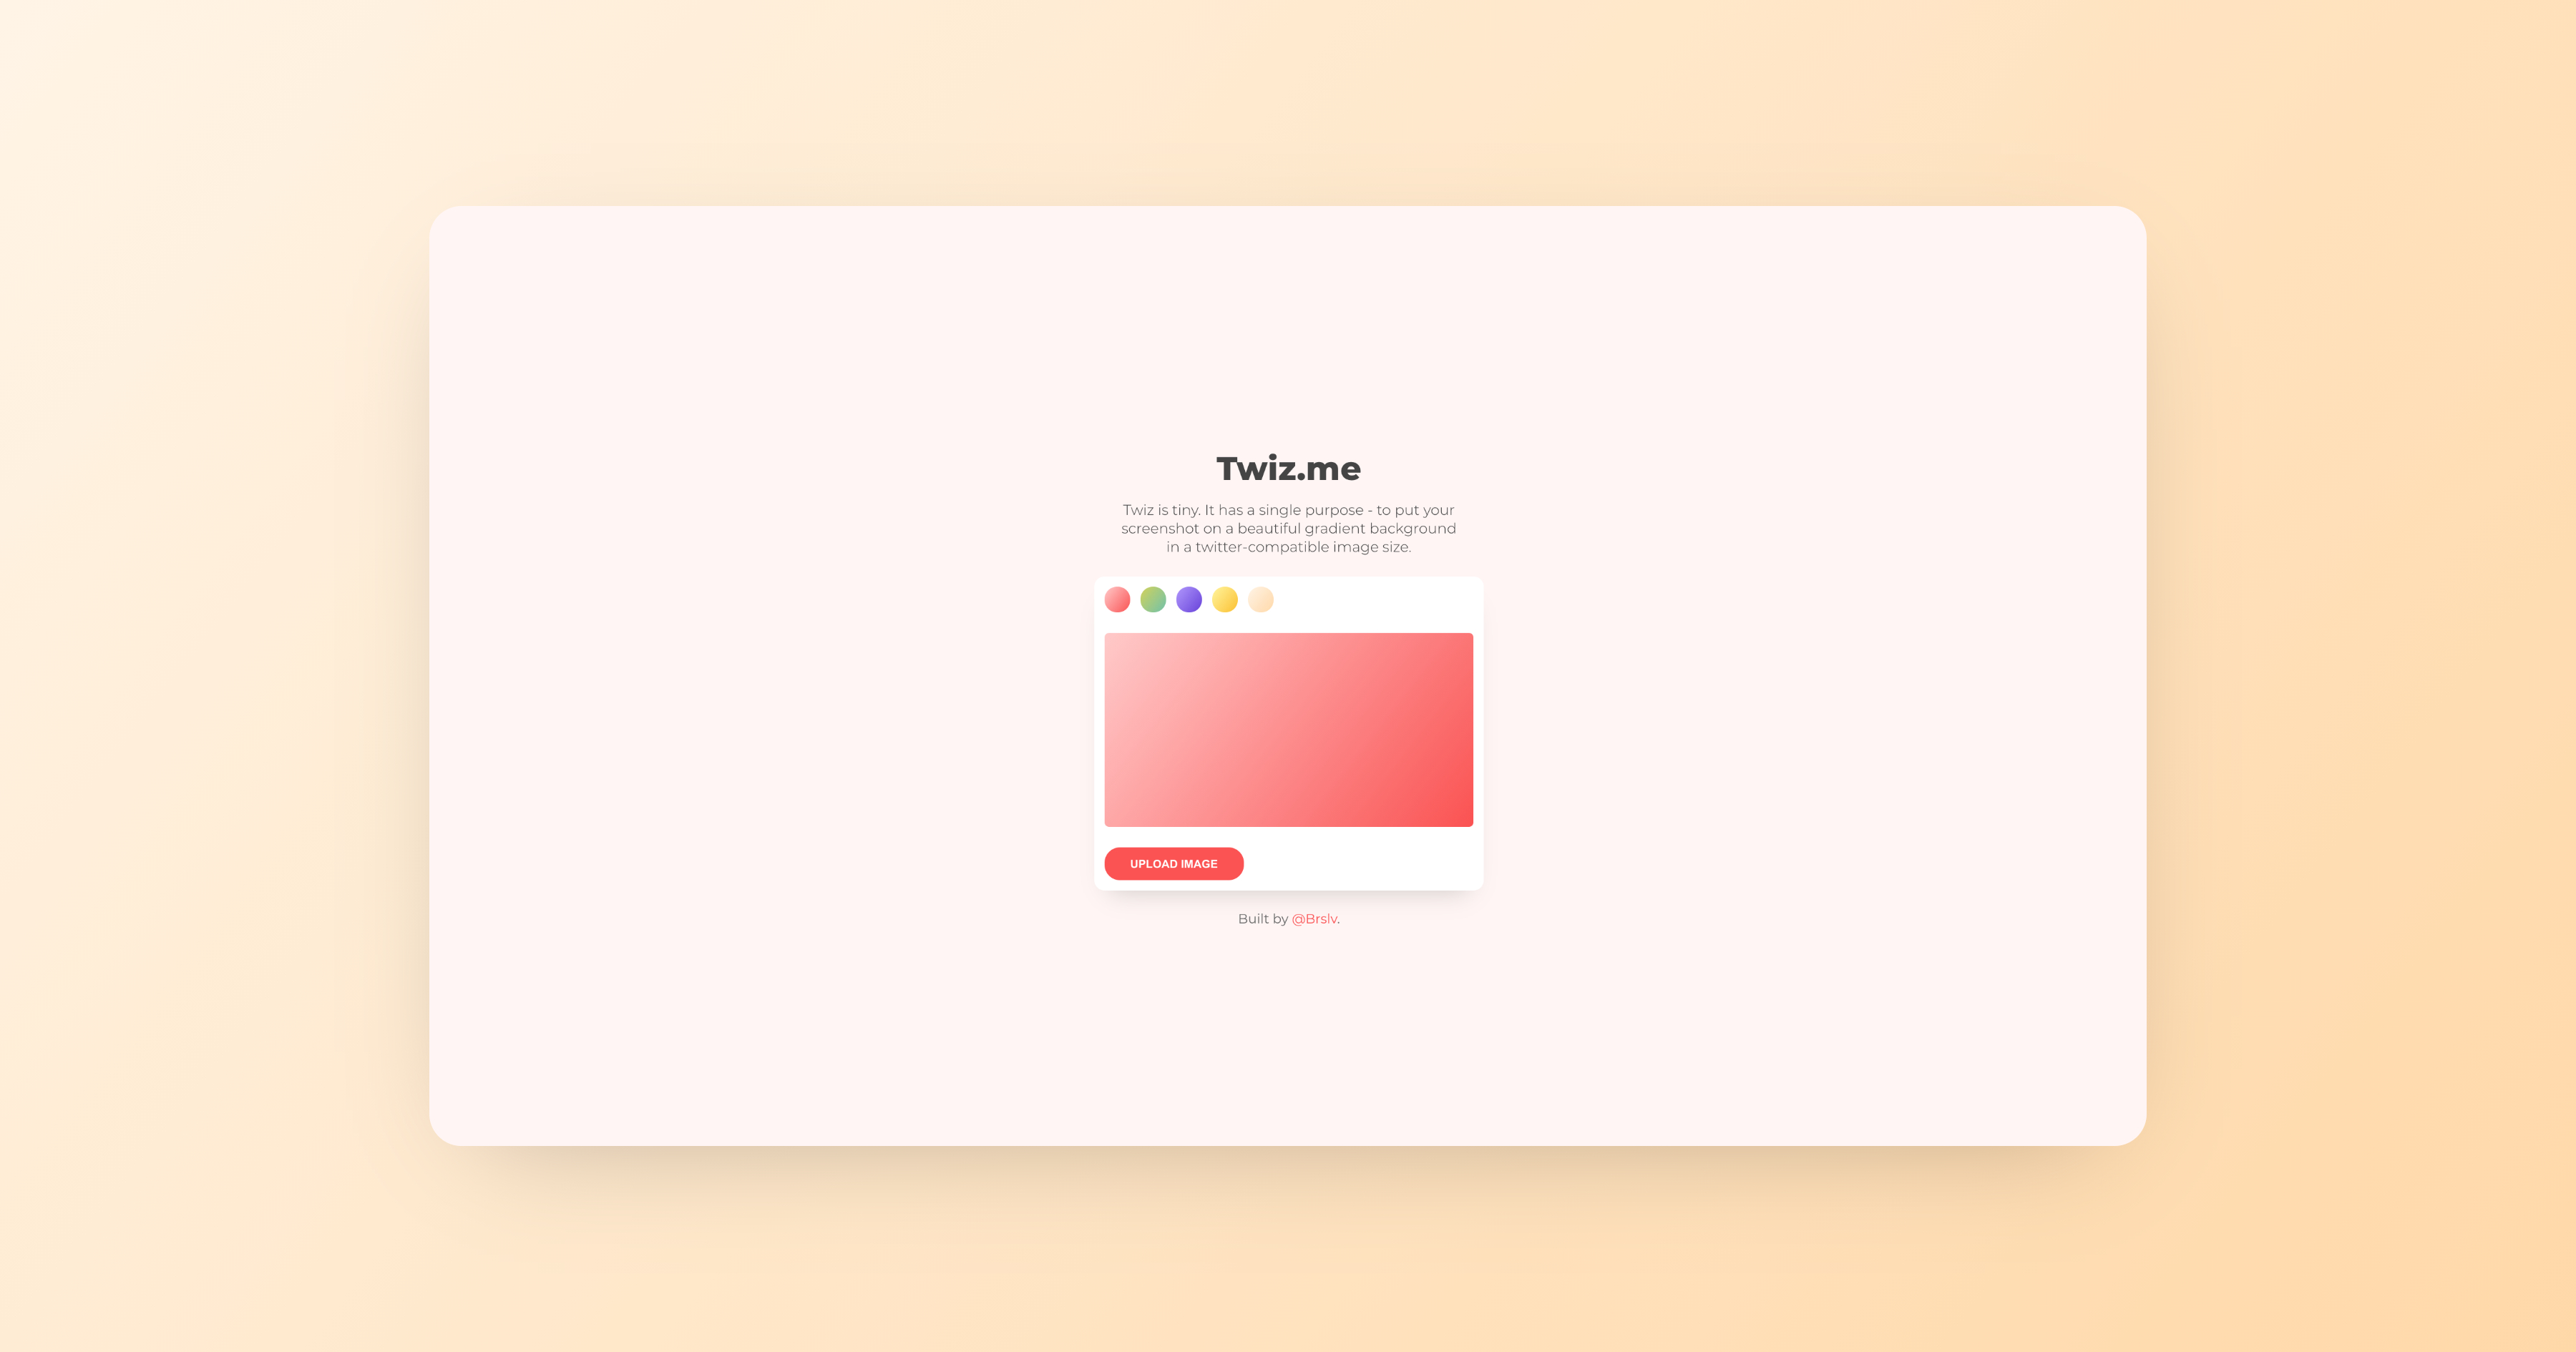 Twiz.me
Twiz is tiny. It has a single purpose - to put your
screenshot on a beautiful gradient background
in a twitter-compatible image size.
UPLOAD IMAGE
Built by @Brslv.